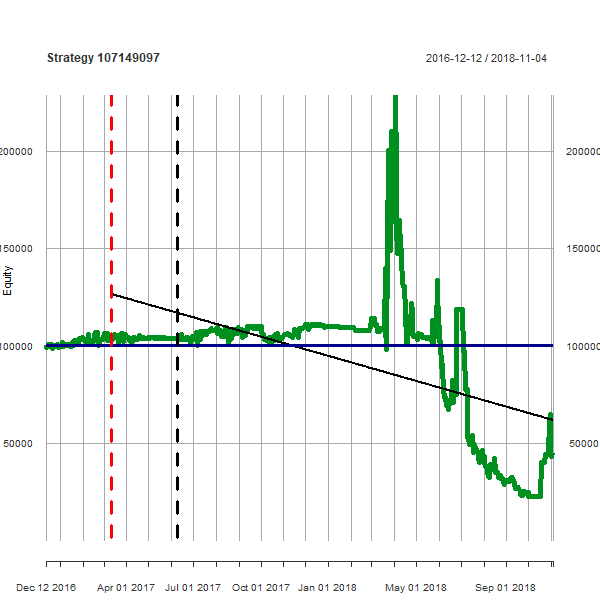 Strategy 107149097
2016-12-12 / 2018-11-04
200000 200000
150000 150000
Equity
100000 100000
50000 50000
Dec 12 2016 Apr 01 2017 Jul 01 2017 Oct 01 2017 Jan 01 2018 May 01 2018 Sep 01 2018